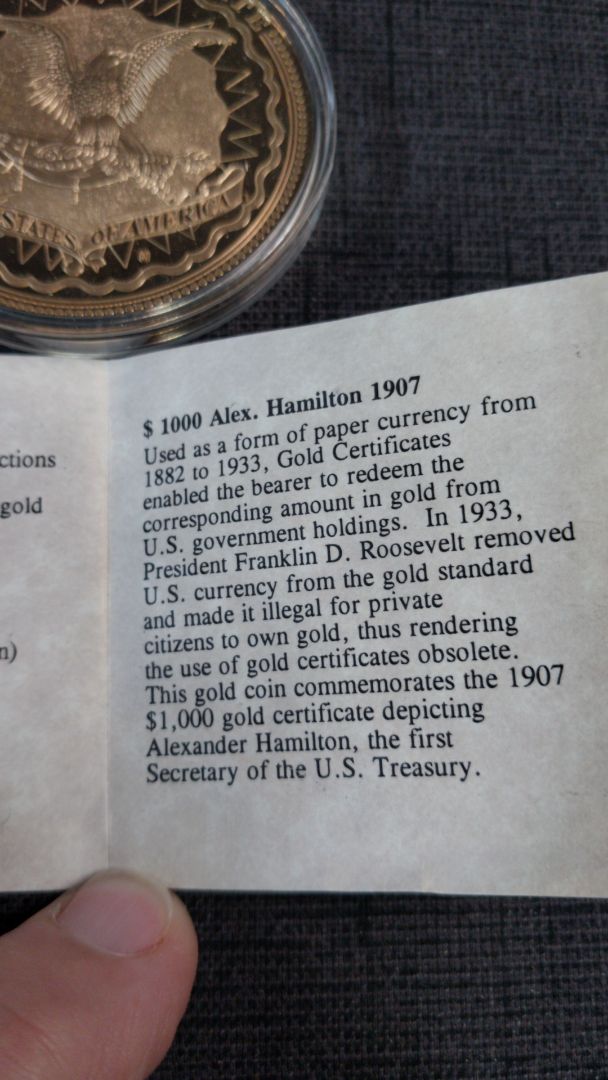 STATES OF AMERICA
ctions
gold
n)
$ 1000 Alex. Hamilton 1907
Used as a form of paper currency from
1882 to 1933, Gold Certificates
enabled the bearer to redeem the
corresponding amount in gold from
U.S. government holdings. In 1933,
President Franklin D. Roosevelt removed
U.S. currency from the gold standard
and made it illegal for private
citizens to own gold, thus rendering
the use of gold certificates obsolete.
This gold coin commemorates the 1907
$1,000 gold certificate depicting
Alexander Hamilton, the first
Secretary of the U.S. Treasury.